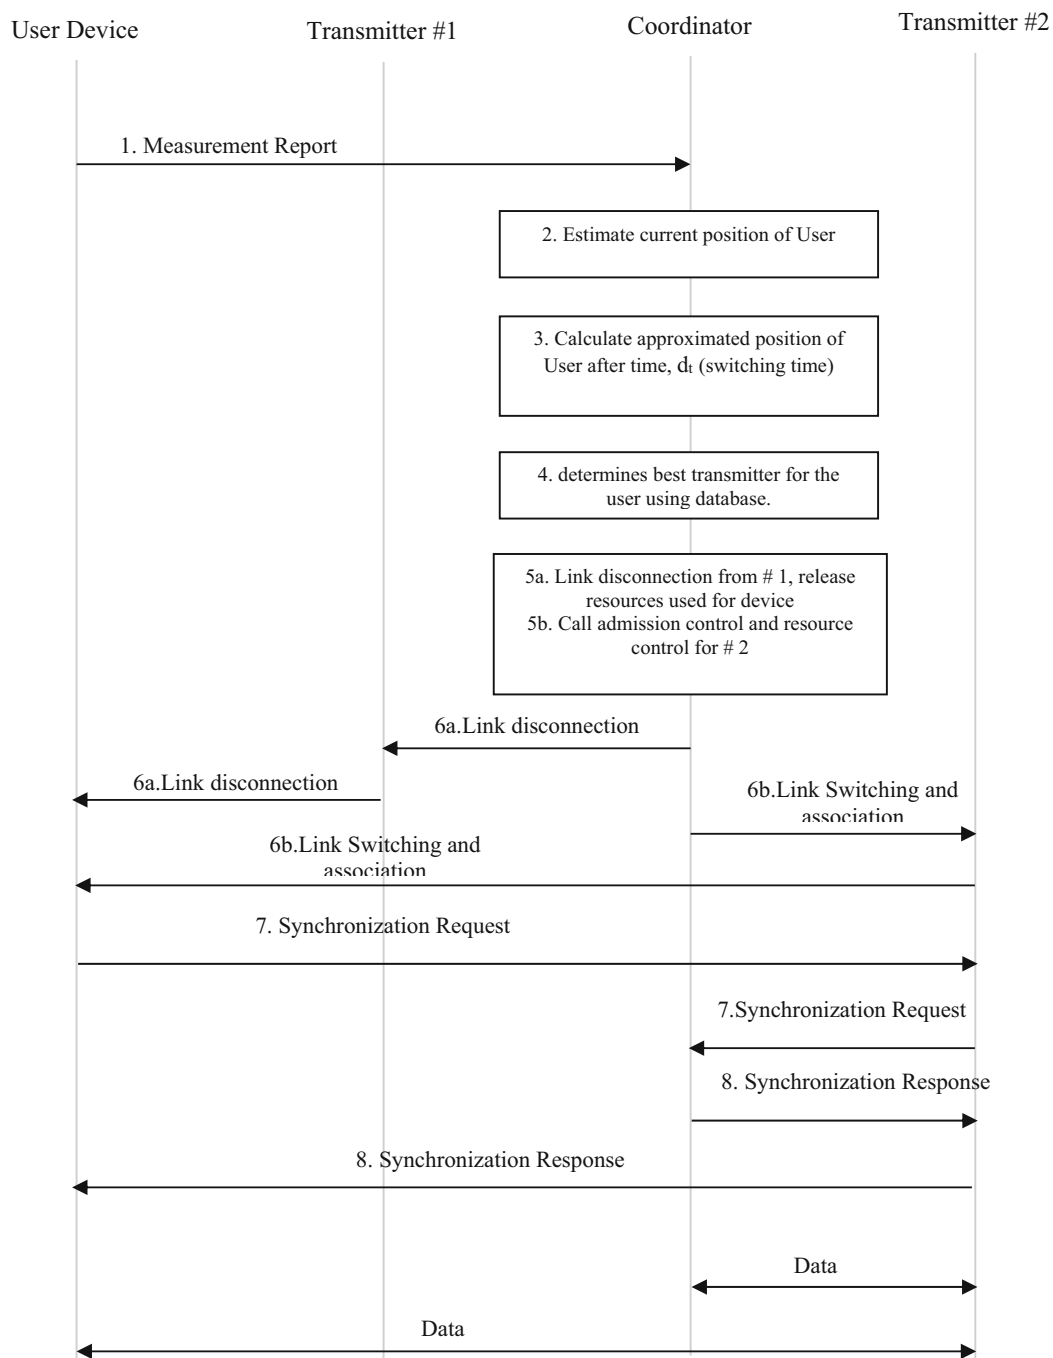 User Device
Transmitter #1
Coordinator
Transmitter #2
1. Measurement Report
2. Estimate current position of User
3. Calculate approximated position of
User after time, dt (switching time)
4. determines best transmitter for the
user using database.
5a. Link disconnection from # 1, release
resources used for device
5b. Call admission control and resource
control for # 2
6a.Link disconnection
6a.Link disconnection
6b.Link Switching and
association
6b.Link Switching and
association
7. Synchronization Request
7.Synchronization Request
8. Synchronization Response
8. Synchronization Response
Data
Data